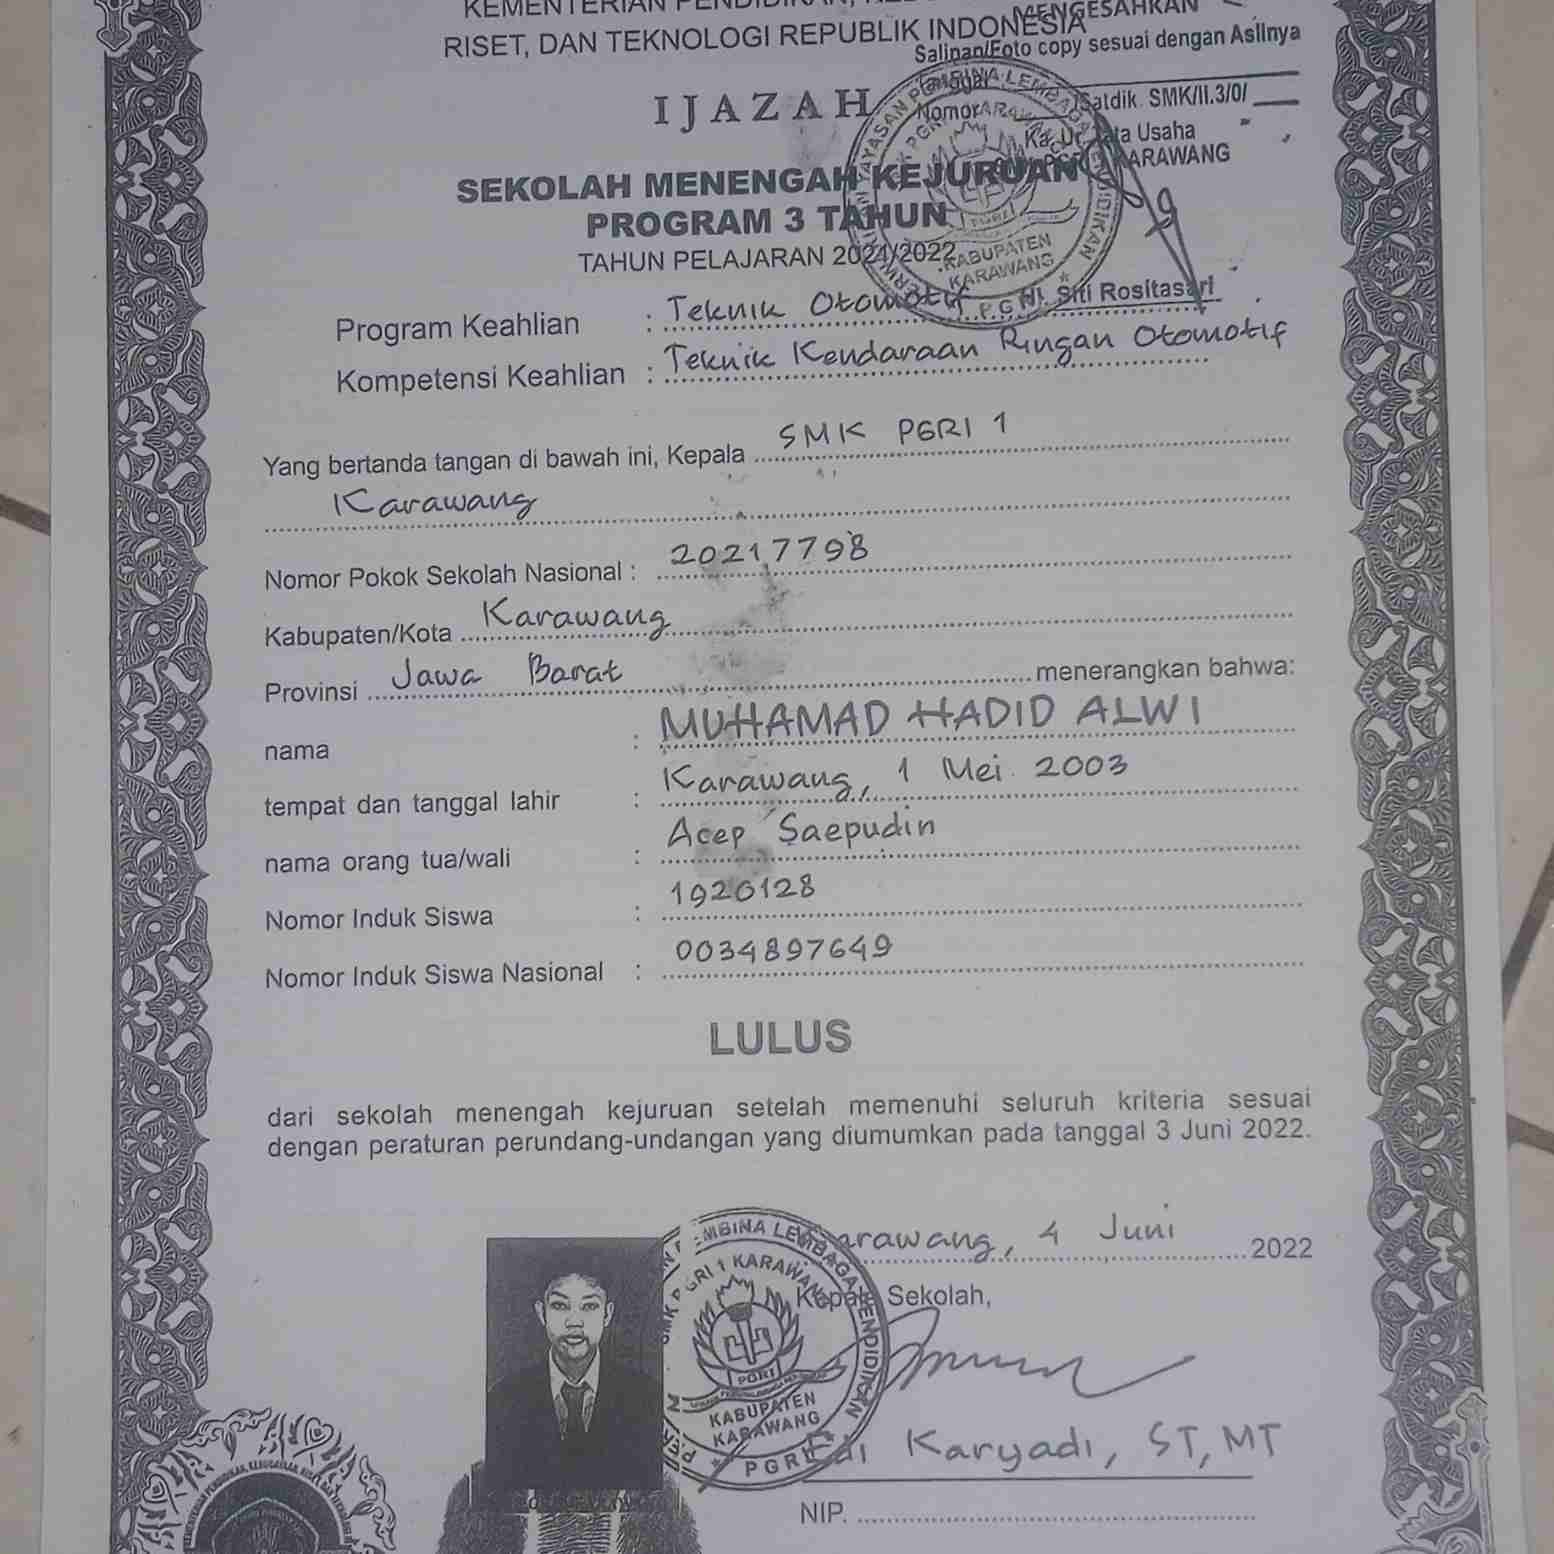 KEMENTERIAN PENDIDIKAN,
RISET, DAN TEKNOLOGI REPUBLIK INDONESIA
MENGESAHKAN
Salinan/Foto copy sesuai dengan Aslinya
Nomor Satdik. SMK/II.3/0/
Ka. Ur Tata Usaha
KARAWANG
Hj. Siti Rositasari
IJAZAH
SEKOLAH MENENGAH KEJURUAN
PROGRAM 3 TAHUN
TAHUN PELAJARAN 2021/2022
KABUPATEN
KARAWANG
Program Keahlian : Teknik Otomotif
Kompetensi Keahlian : Teknik Kendaraan Ringan Otomotif
Yang bertanda tangan di bawah ini, Kepala SMK PGRI 1
Karawang
Nomor Pokok Sekolah Nasional : 20217798
Kabupaten/Kota Karawang
Provinsi Jawa Barat menerangkan bahwa:
nama : MUHAMAD HADID ALWI
tempat dan tanggal lahir : Karawang, 1 Mei 2003
nama orang tua/wali : Acep Saepudin
Nomor Induk Siswa : 1920128
Nomor Induk Siswa Nasional : 0034897649
LULUS
dari sekolah menengah kejuruan setelah memenuhi seluruh kriteria sesuai
dengan peraturan perundang-undangan yang diumumkan pada tanggal 3 Juni 2022.
Karawang, 4 Juni 2022
Kepala Sekolah,
SMK PGRI 1 KARAWANG
PGRI
KABUPATEN
KARAWANG
Edi Karyadi, ST, MT
NIP.